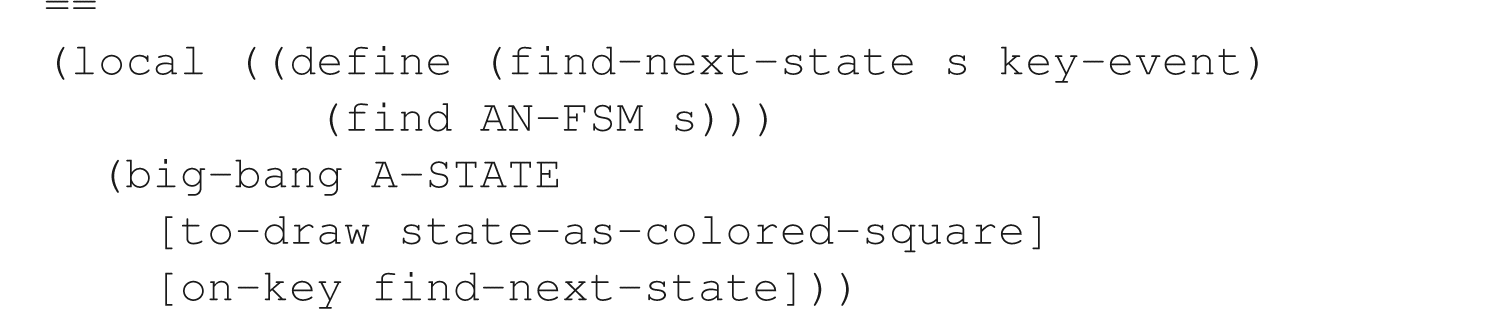 ==
(local ((define (find-next-state s key-event)
          (find AN-FSM s)))
  (big-bang A-STATE
    [to-draw state-as-colored-square]
    [on-key find-next-state]))